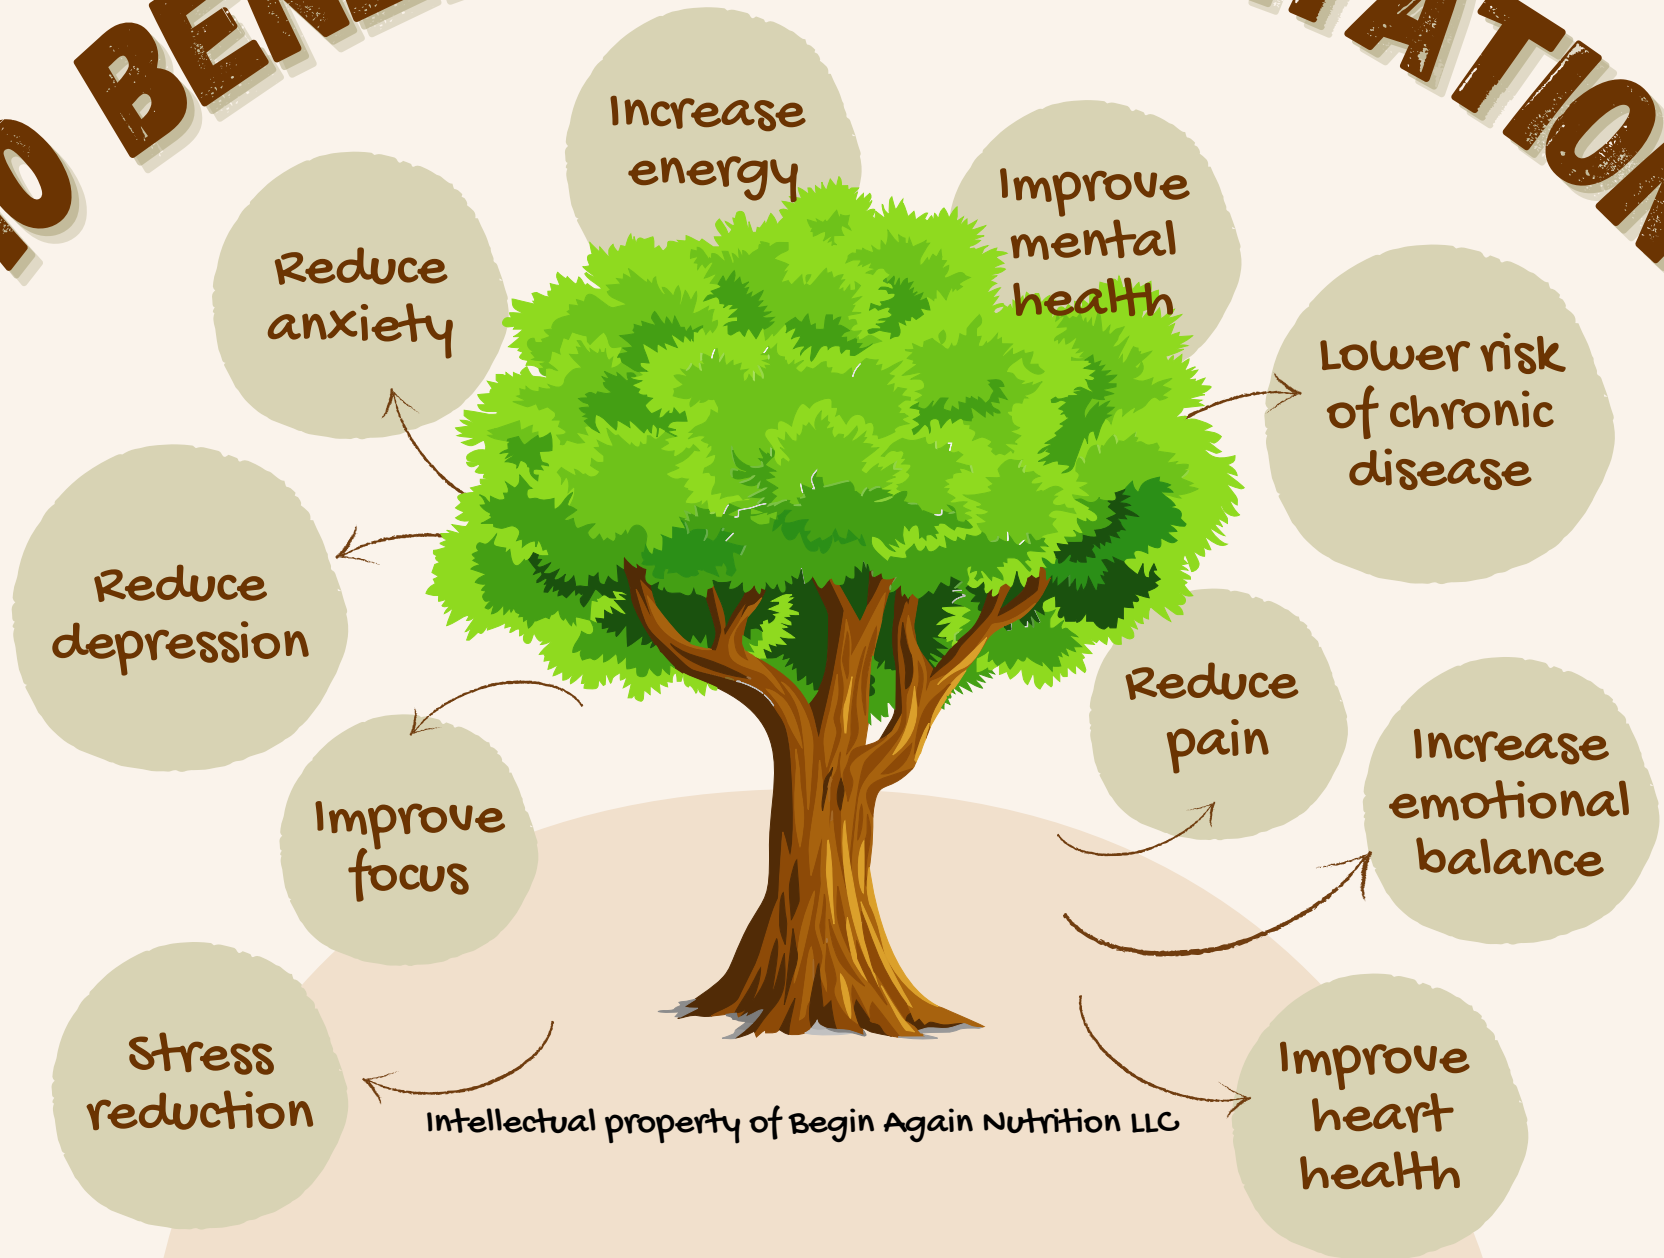 BENE
TATION
Increase
energy
Improve
mental
health
Reduce
anxiety
Lower risk
of chronic
disease
Reduce
depression
Reduce
pain
Increase
emotional
balance
Improve
focus
Stress
reduction
Improve
heart
health
Intellectual property of Begin Again Nutrition LLC